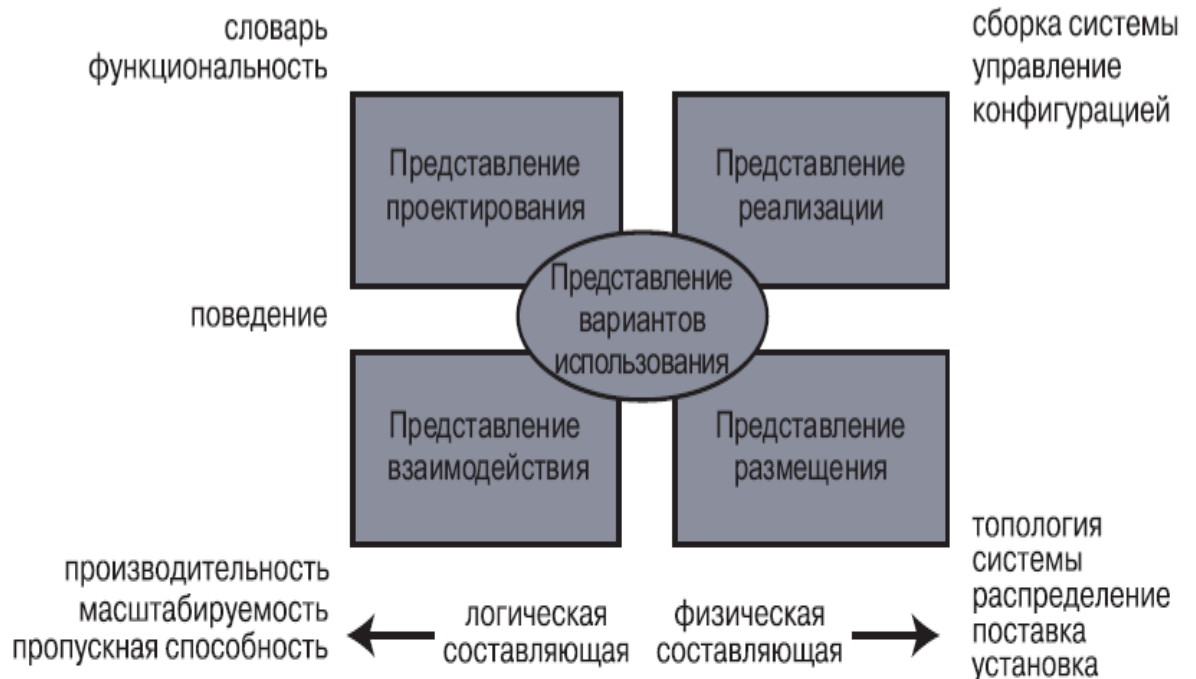 словарь
функциональность
сборка системы
управление
конфигурацией
Представление
проектирования
Представление
реализации
Представление
вариантов
использования
поведение
Представление
взаимодействия
Представление
размещения
производительность
масштабируемость
пропускная способность
логическая
составляющая
физическая
составляющая
топология
системы
распределение
поставка
установка